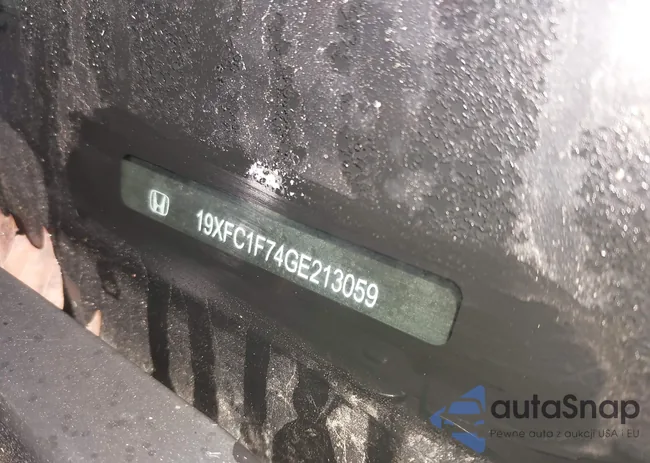 19XFC1F74GE213059
autaSnap
Pewne auta z aukcji USA i EU